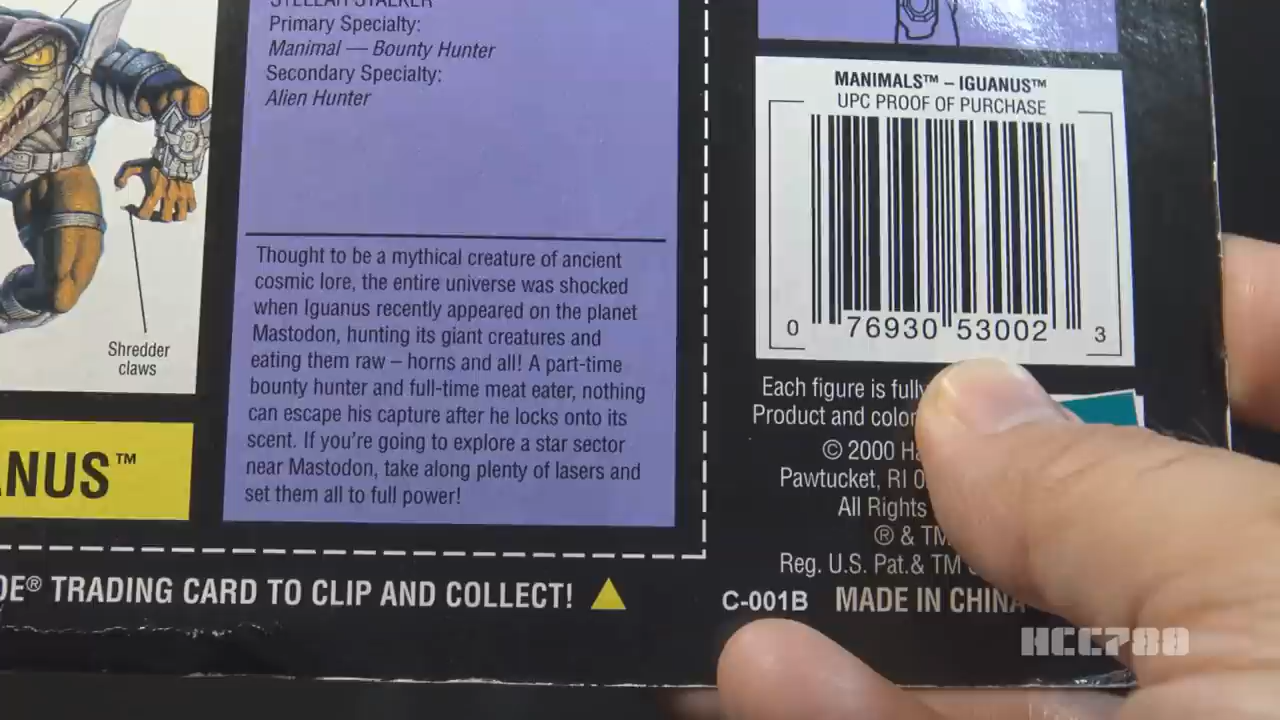 STELLAR STALKER
Primary Specialty:
Manimal — Bounty Hunter
Secondary Specialty:
Alien Hunter
Thought to be a mythical creature of ancient
cosmic lore, the entire universe was shocked
when Iguanus recently appeared on the planet
Mastodon, hunting its giant creatures and
eating them raw – horns and all! A part-time
bounty hunter and full-time meat eater, nothing
can escape his capture after he locks onto its
scent. If you're going to explore a star sector
near Mastodon, take along plenty of lasers and
set them all to full power!
Shredder
claws
ANUS™
DE® TRADING CARD TO CLIP AND COLLECT!
MANIMALS™ – IGUANUS™
UPC PROOF OF PURCHASE
0 76930 53002 3
Each figure is fully
Product and color
© 2000 Ha
Pawtucket, RI 0
All Rights
® & TM
Reg. U.S. Pat.& TM
C-001B MADE IN CHINA
HCC788